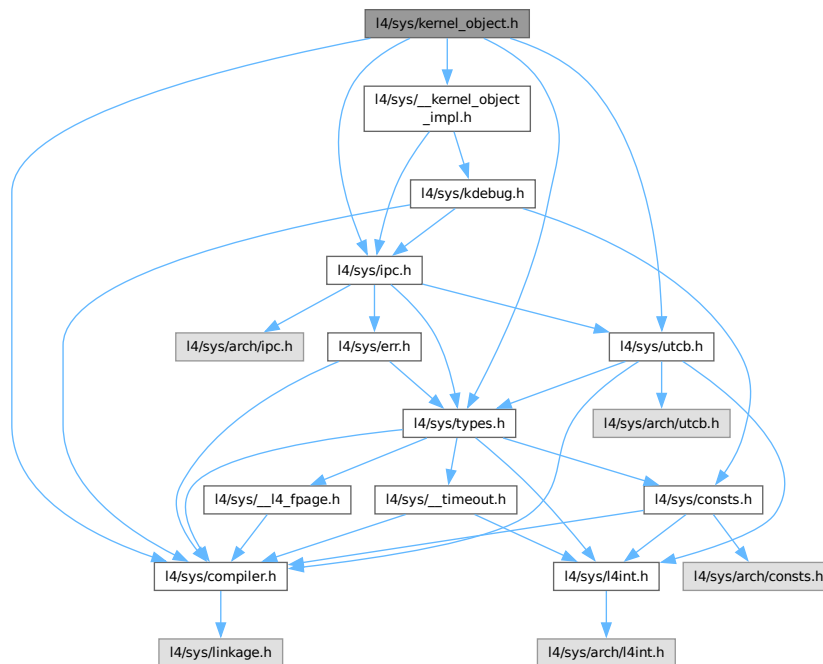 l4/sys/kernel_object.h
l4/sys/__kernel_object
_impl.h
l4/sys/kdebug.h
l4/sys/ipc.h
l4/sys/arch/ipc.h
l4/sys/err.h
l4/sys/utcb.h
l4/sys/types.h
l4/sys/arch/utcb.h
l4/sys/__l4_fpage.h
l4/sys/__timeout.h
l4/sys/consts.h
l4/sys/compiler.h
l4/sys/l4int.h
l4/sys/arch/consts.h
l4/sys/linkage.h
l4/sys/arch/l4int.h